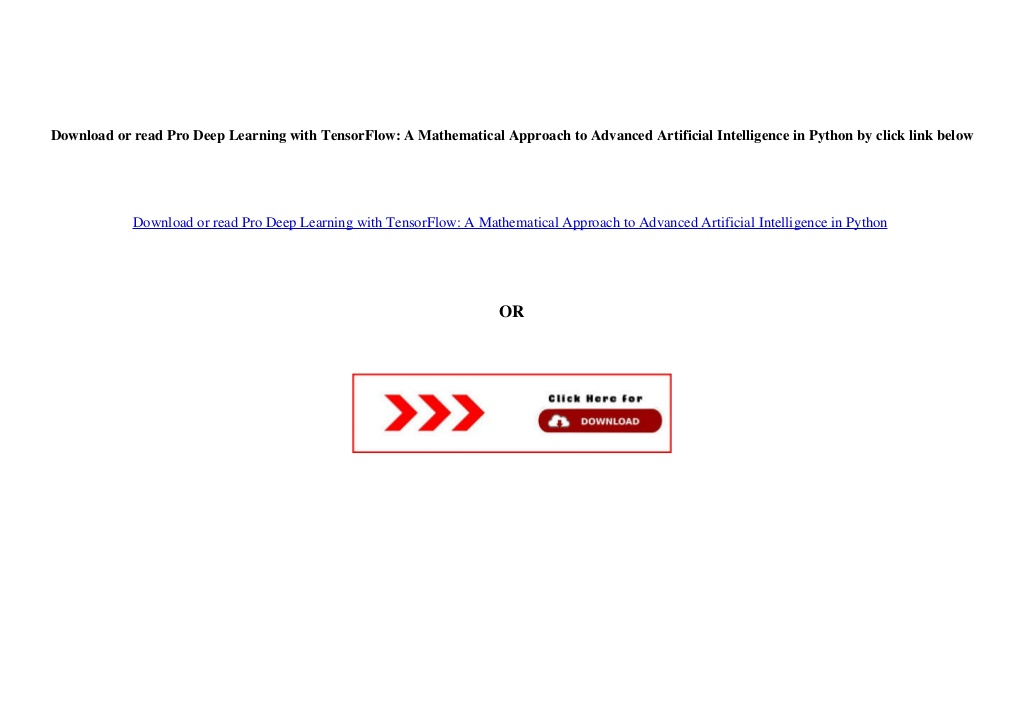 Download or read Pro Deep Learning with TensorFlow: A Mathematical Approach to Advanced Artificial Intelligence in Python by click link below
Download or read Pro Deep Learning with TensorFlow: A Mathematical Approach to Advanced Artificial Intelligence in Python
OR
Click Here for
DOWNLOAD